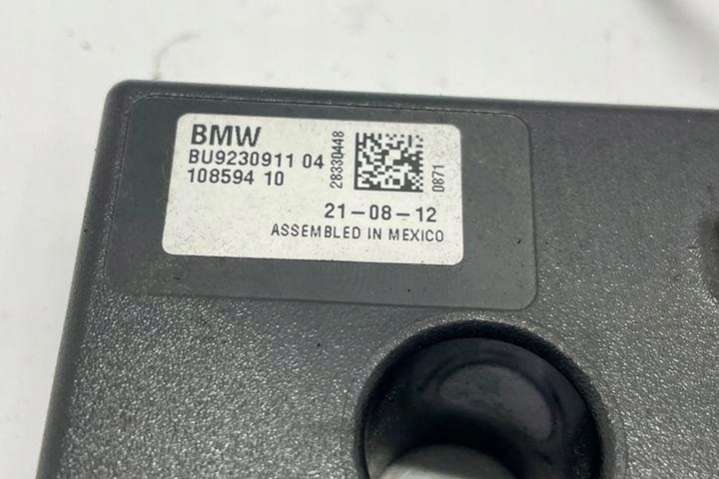 BMW
BU9230911 04
108594 10
28330448
0871
21-08-12
ASSEMBLED IN MEXICO